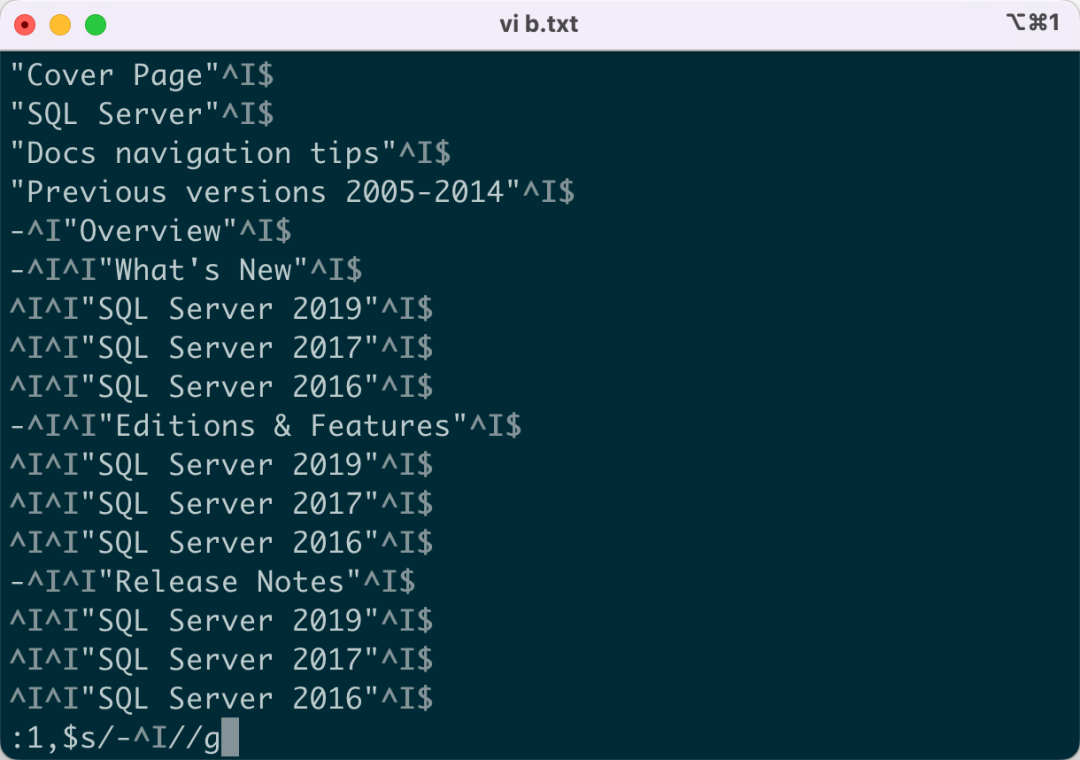 vi b.txt
⌥⌘1
"Cover Page"^I$
"SQL Server"^I$
"Docs navigation tips"^I$
"Previous versions 2005-2014"^I$
-^I"Overview"^I$
-^I^I"What's New"^I$
^I^I"SQL Server 2019"^I$
^I^I"SQL Server 2017"^I$
^I^I"SQL Server 2016"^I$
-^I^I"Editions & Features"^I$
^I^I"SQL Server 2019"^I$
^I^I"SQL Server 2017"^I$
^I^I"SQL Server 2016"^I$
-^I^I"Release Notes"^I$
^I^I"SQL Server 2019"^I$
^I^I"SQL Server 2017"^I$
^I^I"SQL Server 2016"^I$
:1,$s/-^I//g